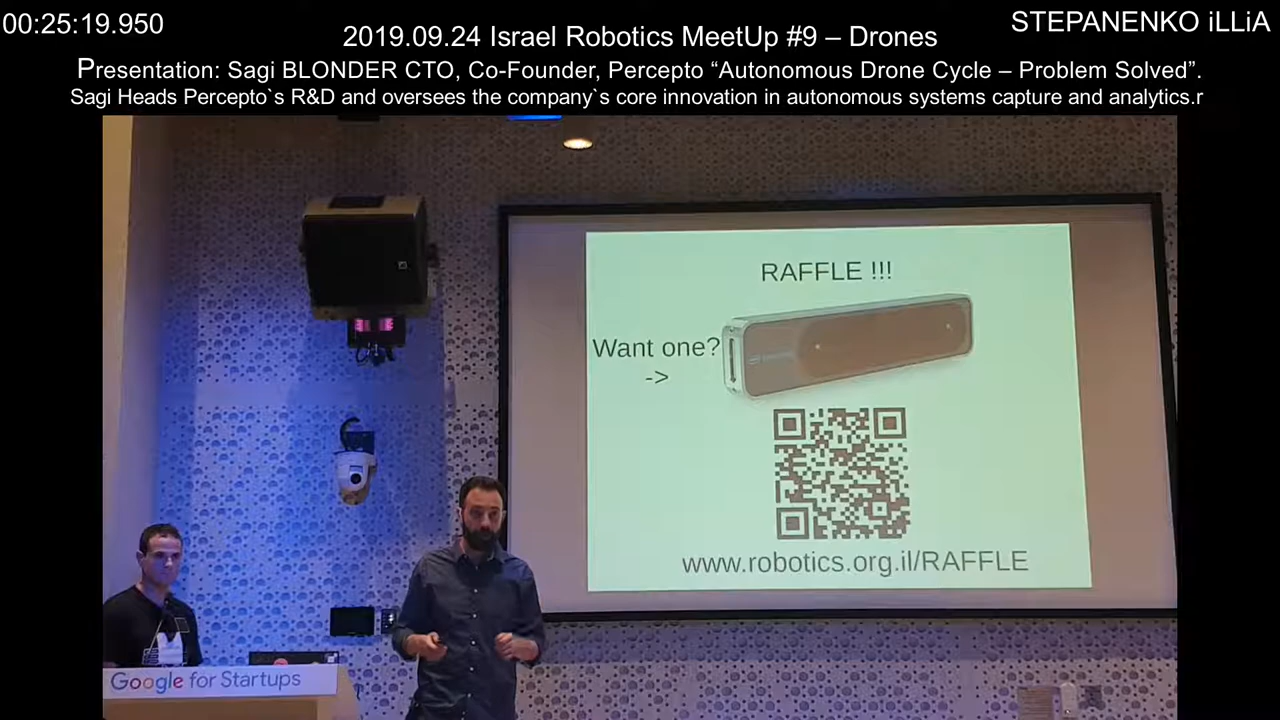 00:25:19.950
STEPANENKO iLLiA
2019.09.24 Israel Robotics MeetUp #9 – Drones
Presentation: Sagi BLONDER CTO, Co-Founder, Percepto “Autonomous Drone Cycle – Problem Solved”.
Sagi Heads Percepto`s R&D and oversees the company`s core innovation in autonomous systems capture and analytics.r
RAFFLE !!!
Want one?
->
www.robotics.org.il/RAFFLE
Google for Startups